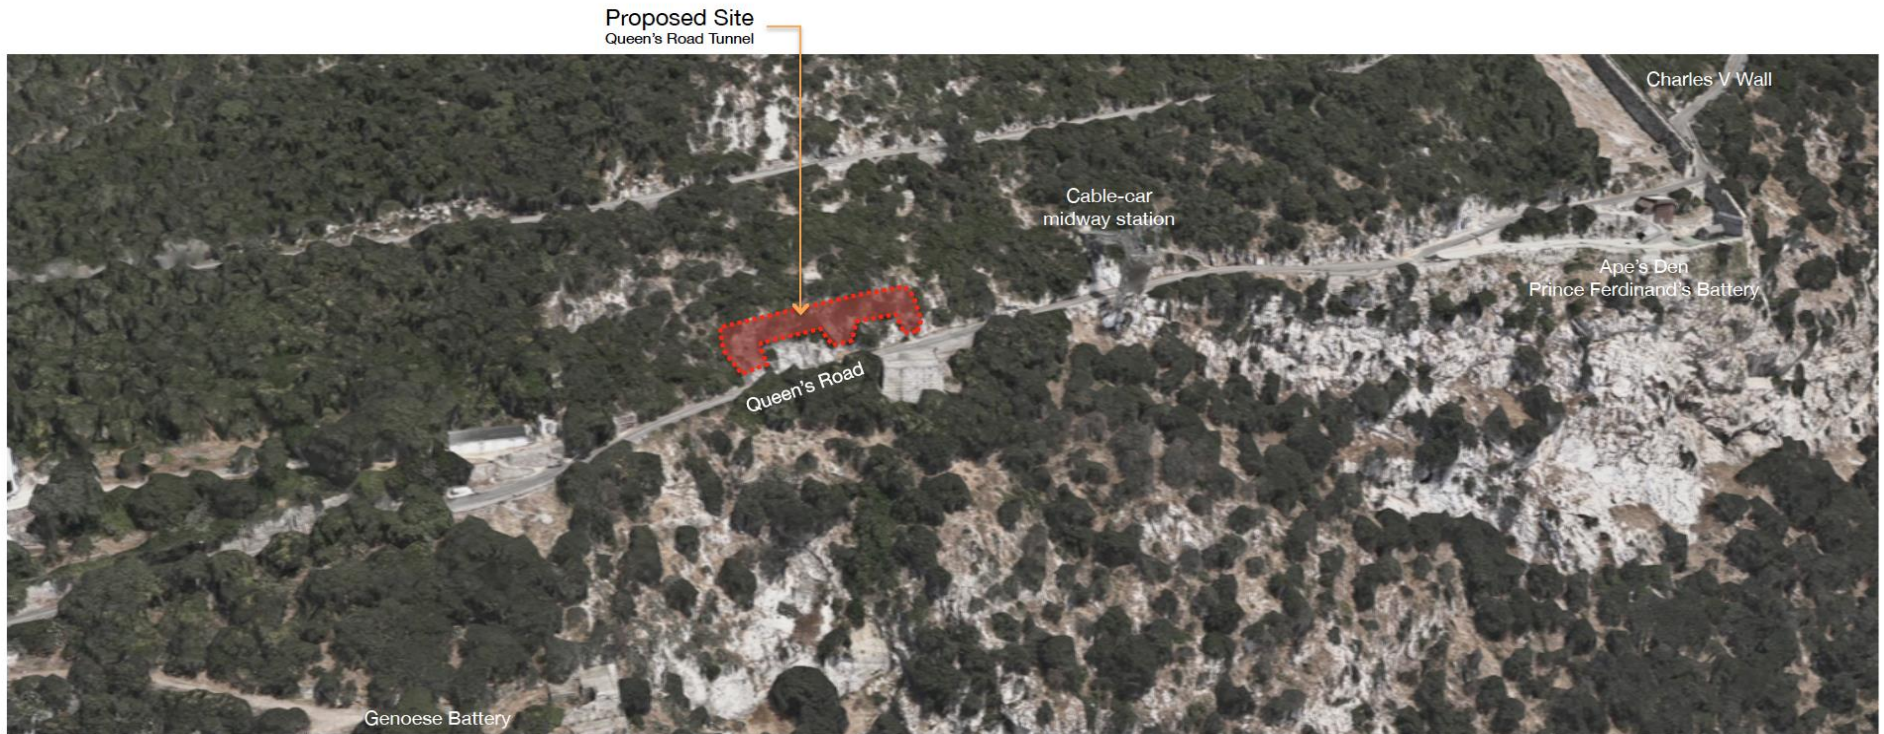 Proposed Site
Queen's Road Tunnel
Charles V Wall
Cable-car
midway station
Ape's Den
Prince Ferdinand's Battery
Queen's Road
Genoese Battery